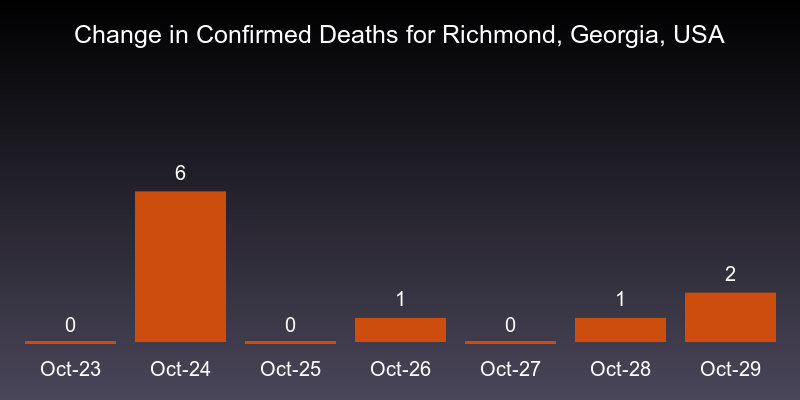 Change in Confirmed Deaths for Richmond, Georgia, USA
6
2
1
1
0
0
0
Oct-23
Oct-24
Oct-25
Oct-26
Oct-27
Oct-28
Oct-29